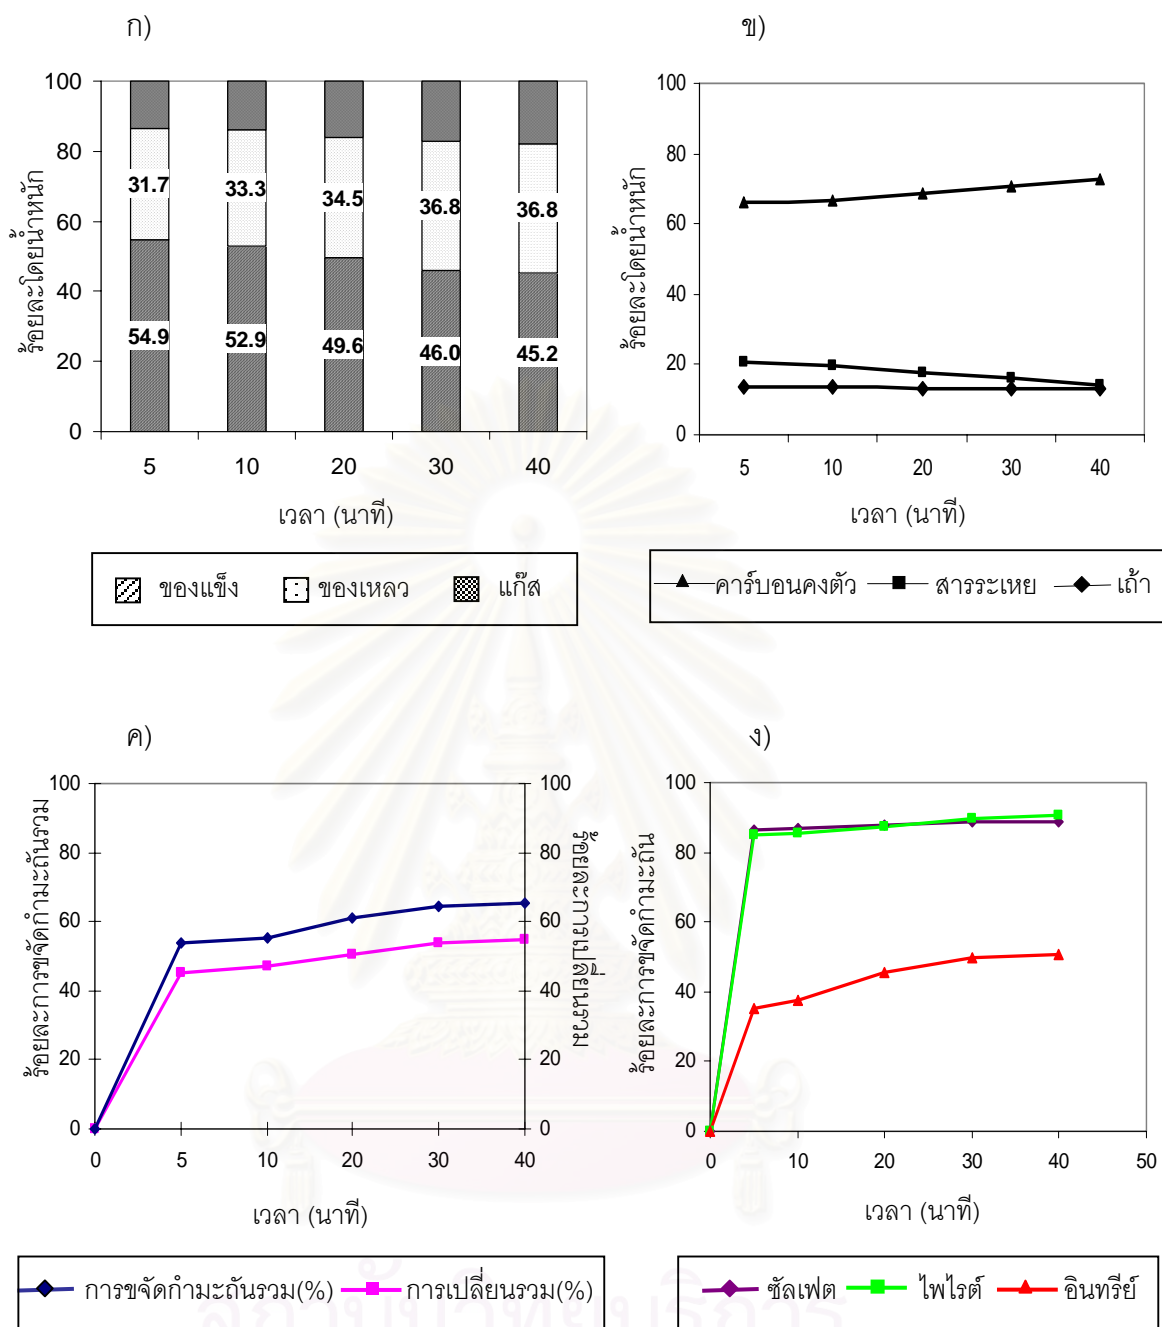 ก)
ร้อยละโดยน้ำหนัก
100
80
60
40
20
0
31.7 33.3 34.5 36.8 36.8
54.9 52.9 49.6 46.0 45.2
5 10 20 30 40
เวลา (นาที)
ของแข็ง ของเหลว แก๊ส
ข)
ร้อยละโดยน้ำหนัก
100
80
60
40
20
0
5 10 20 30 40
เวลา (นาที)
คาร์บอนคงตัว สารระเหย เถ้า
ค)
ร้อยละการขจัดกำมะถันรวม
100
80
60
40
20
0
0 5 10 20 30 40
100
80
60
40
20
0
ร้อยละการเปลี่ยนรวม
เวลา (นาที)
การขจัดกำมะถันรวม(%) การเปลี่ยนรวม(%)
ง)
ร้อยละการขจัดกำมะถัน
100
80
60
40
20
0
0 10 20 30 40 50
เวลา (นาที)
ซัลเฟต ไพไรต์ อินทรีย์
สถาบันวิทยบริการ